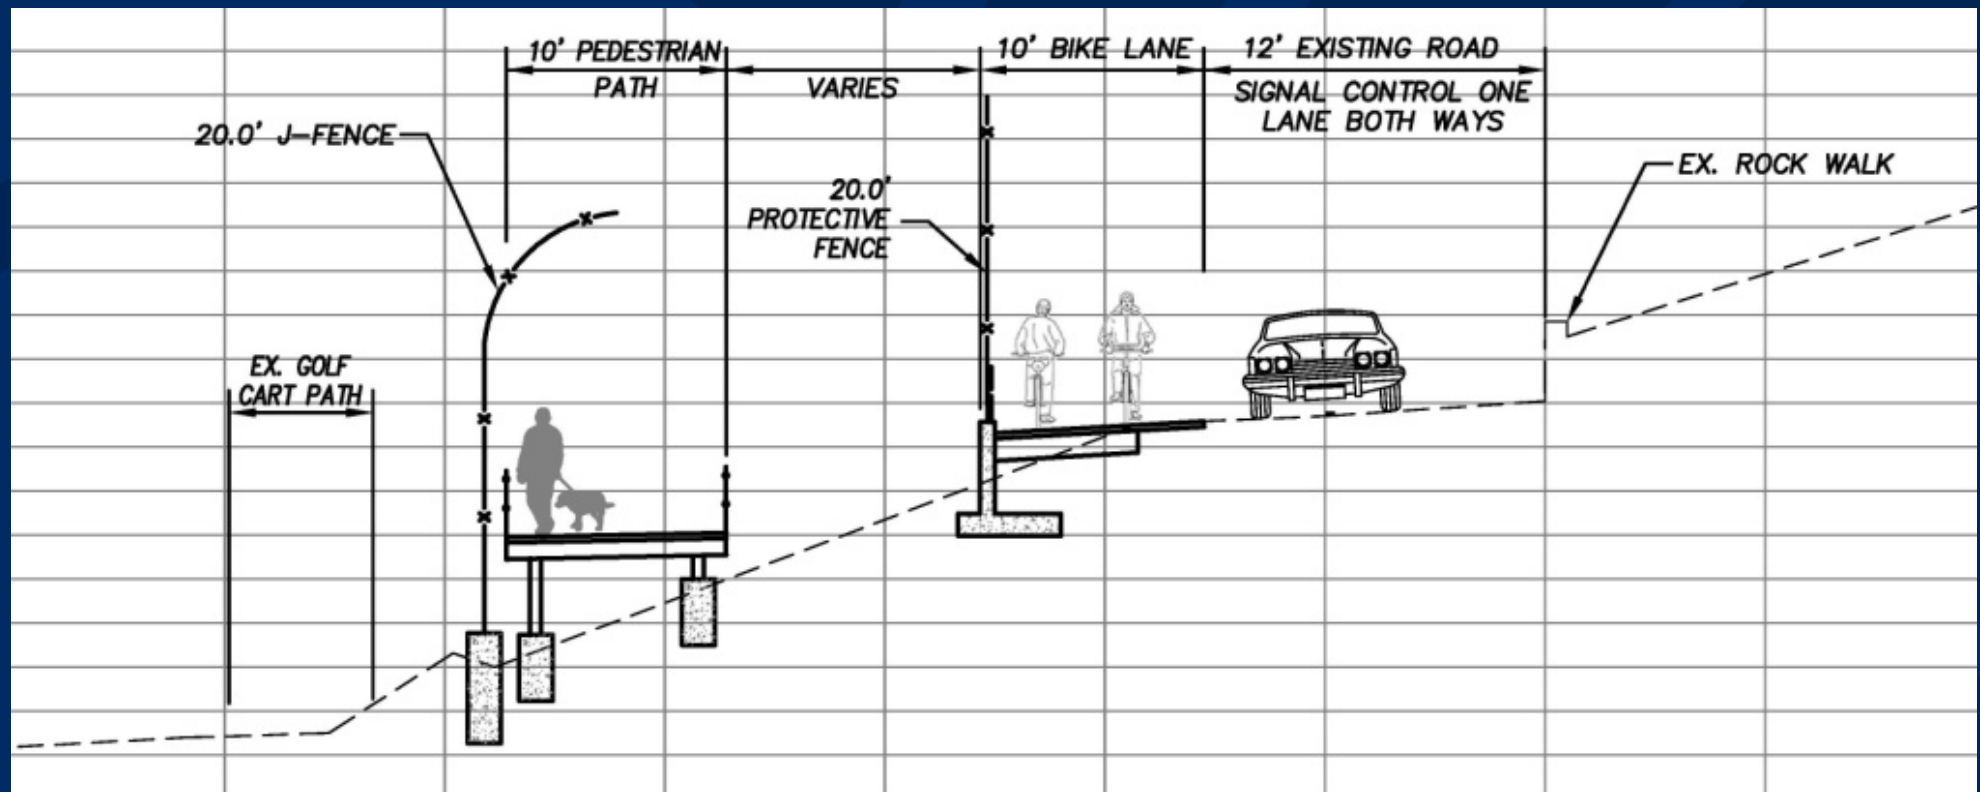 10' PEDESTRIAN
PATH
VARIES
10' BIKE LANE
12' EXISTING ROAD
SIGNAL CONTROL ONE
LANE BOTH WAYS
20.0' J-FENCE
EX. ROCK WALK
20.0'
PROTECTIVE
FENCE
EX. GOLF
CART PATH